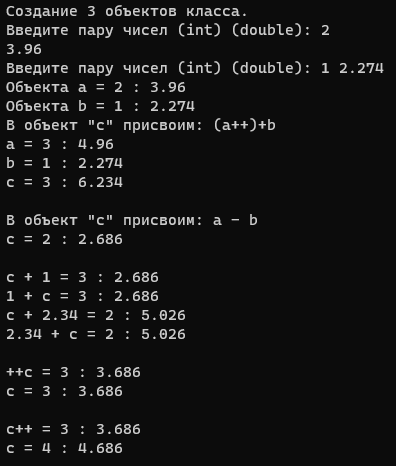 Создание 3 объектов класса.
Введите пару чисел (int) (double): 2
3.96
Введите пару чисел (int) (double): 1 2.274
Объекта a = 2 : 3.96
Объекта b = 1 : 2.274
В объект "c" присвоим: (a++)+b
a = 3 : 4.96
b = 1 : 2.274
c = 3 : 6.234

В объект "c" присвоим: a - b
c = 2 : 2.686

c + 1 = 3 : 2.686
1 + c = 3 : 2.686
c + 2.34 = 2 : 5.026
2.34 + c = 2 : 5.026

++c = 3 : 3.686
c = 3 : 3.686

c++ = 3 : 3.686
c = 4 : 4.686